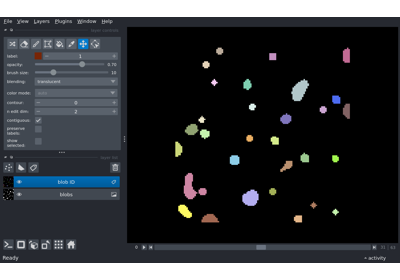 File View Layers Plugins Window Help
label: 1
opacity: 0.70
brush size: 10
blending: translucent
color mode:
contour: 0
n edit dim: 2
contiguous:
preserve labels:
show selected:
blob ID
blobs
Ready
activity